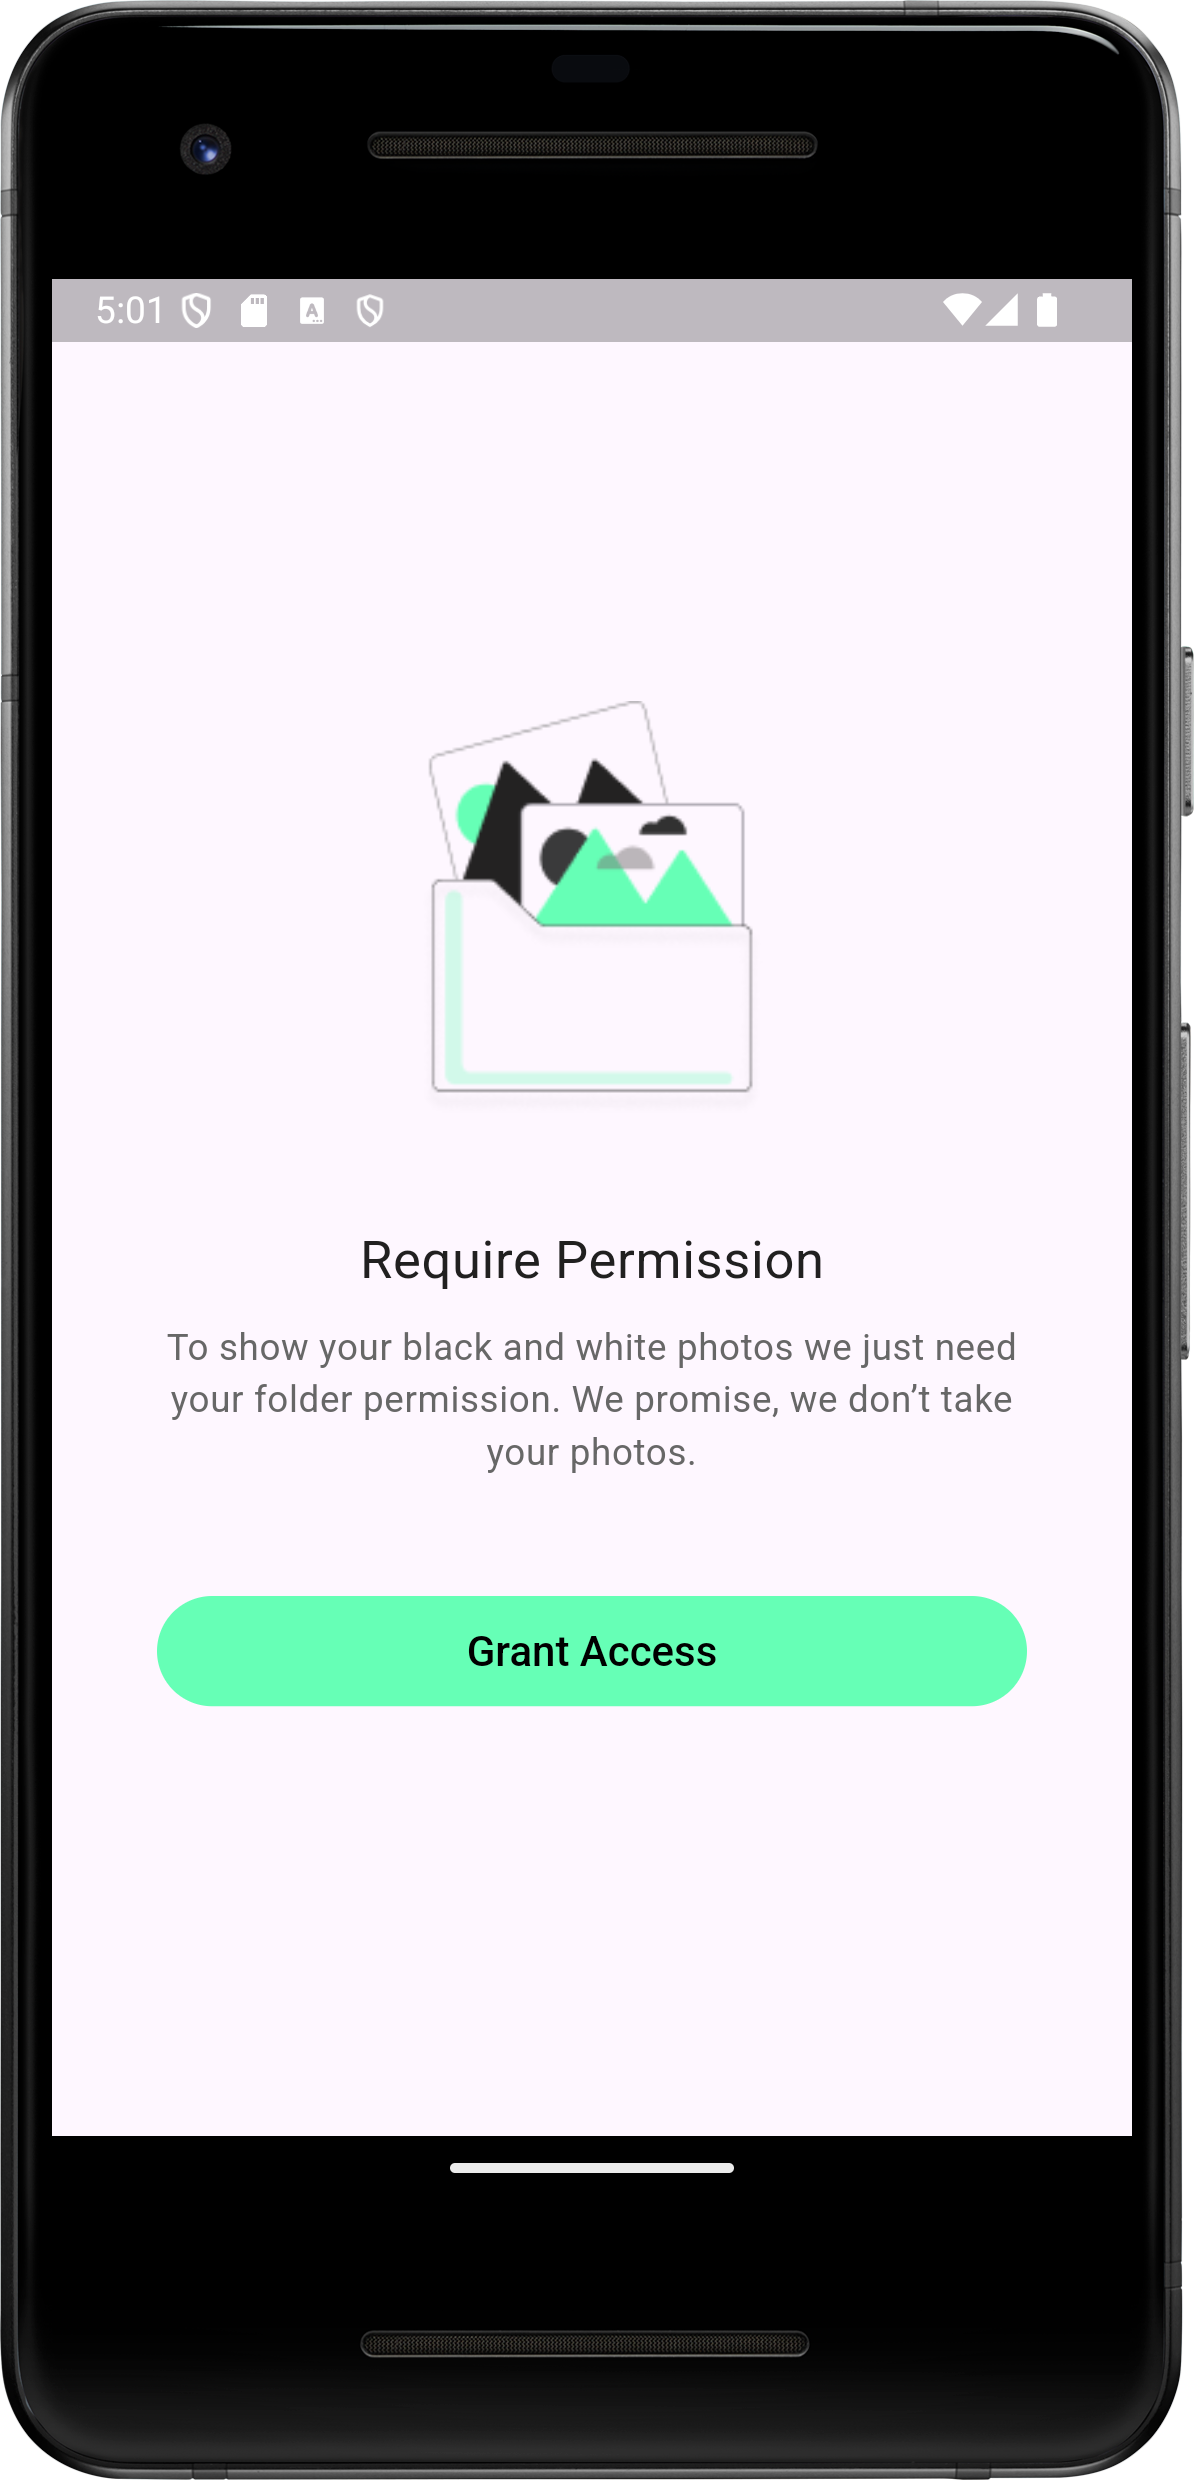 5:01
A
Require Permission
To show your black and white photos we just need
your folder permission. We promise, we don’t take
your photos.
Grant Access